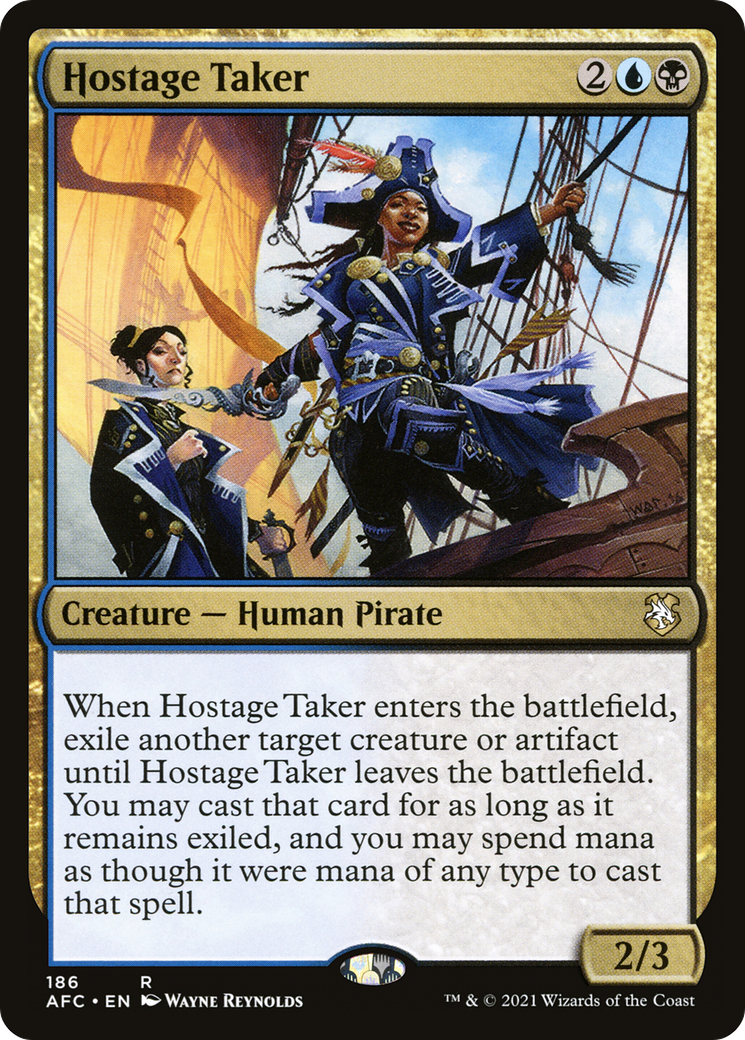 Hostage Taker 2
Creature — Human Pirate
When Hostage Taker enters the battlefield,
exile another target creature or artifact
until Hostage Taker leaves the battlefield.
You may cast that card for as long as it
remains exiled, and you may spend mana
as though it were mana of any type to cast
that spell.
2/3
186 R
AFC • EN Wayne Reynolds
™ & © 2021 Wizards of the Coast